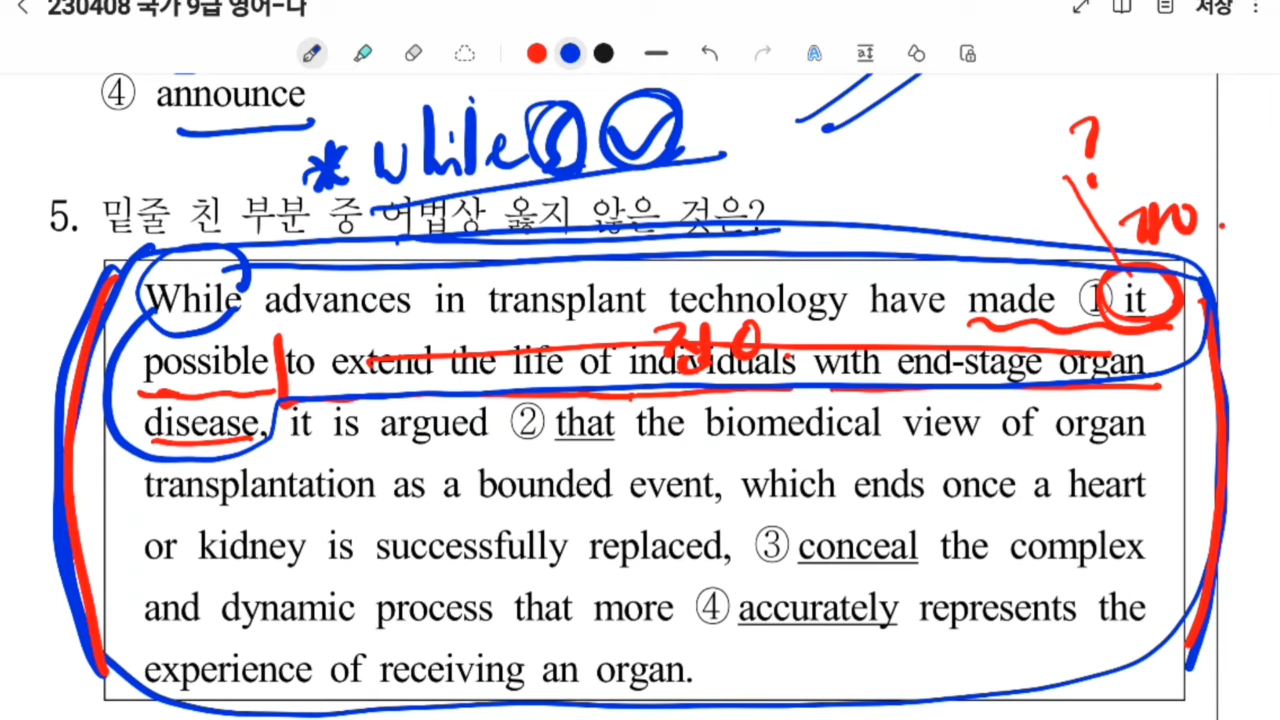 230408 국가 9급 영어-나 저장
④ announce
* while
5. 밑줄 친 부분 중 어법상 옳지 않은 것은?
?
While advances in transplant technology have made ① it
possible to extend the life of individuals with end-stage organ
disease, it is argued ② that the biomedical view of organ
transplantation as a bounded event, which ends once a heart
or kidney is successfully replaced, ③ conceal the complex
and dynamic process that more ④ accurately represents the
experience of receiving an organ.